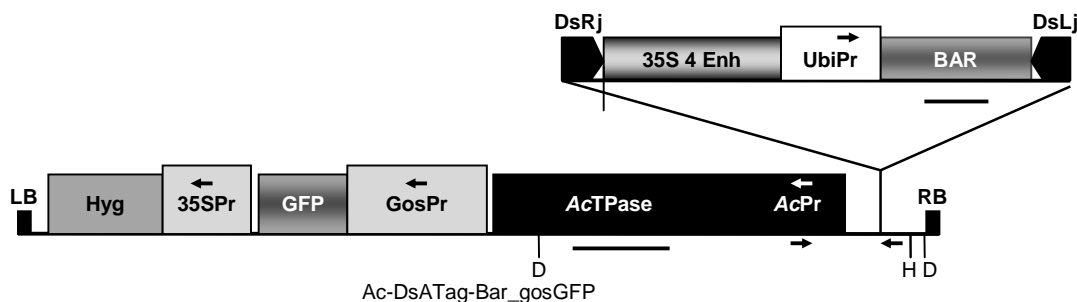 DsRj DsLj
35S 4 Enh UbiPr BAR
LB Hyg 35SPr GFP GosPr AcTPase AcPr RB
D H D
Ac-DsATag-Bar_gosGFP